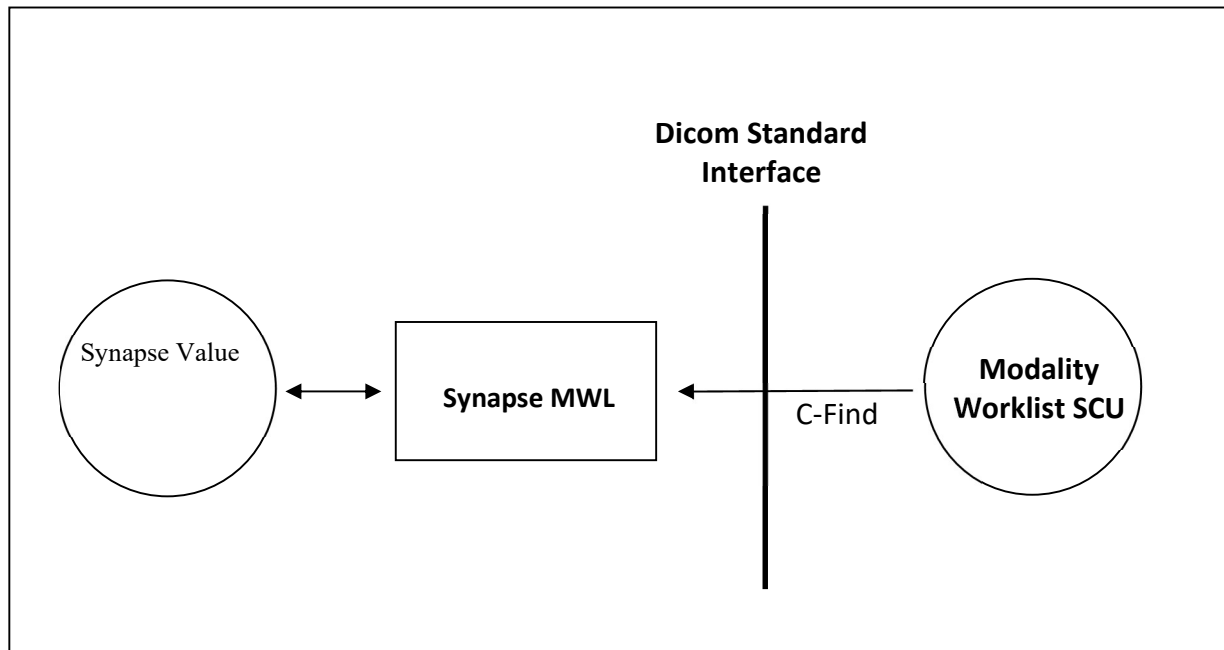 Dicom Standard
Interface
Synapse Value
Synapse MWL
C-Find
Modality
Worklist SCU